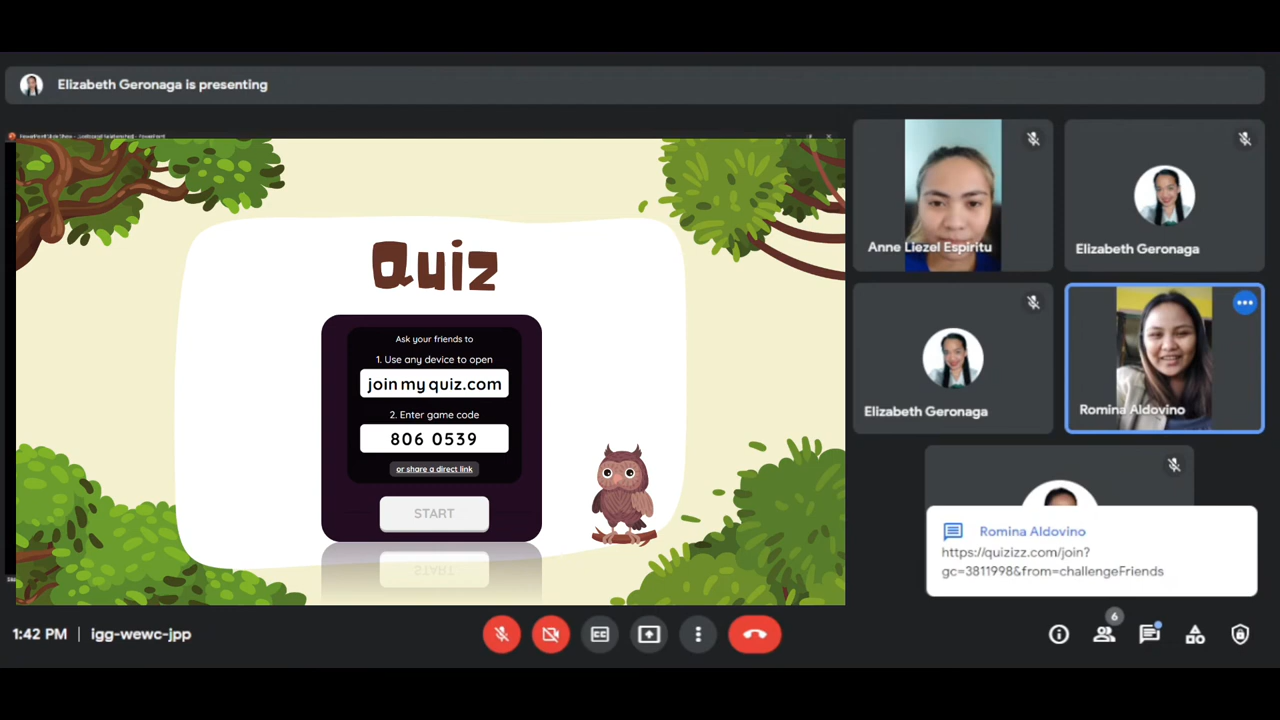 Elizabeth Geronaga is presenting
Quiz
Ask your friends to
1. Use any device to open
joinmyquiz.com
2. Enter game code
806 0539
or share a direct link
START
START
Anne Liezel Espiritu
Elizabeth Geronaga
Elizabeth Geronaga
Romina Aldovino
Romina Aldovino
https://quizizz.com/join?
gc=3811998&from=challengeFriends
1:42 PM | igg-wewc-jpp
CC
6